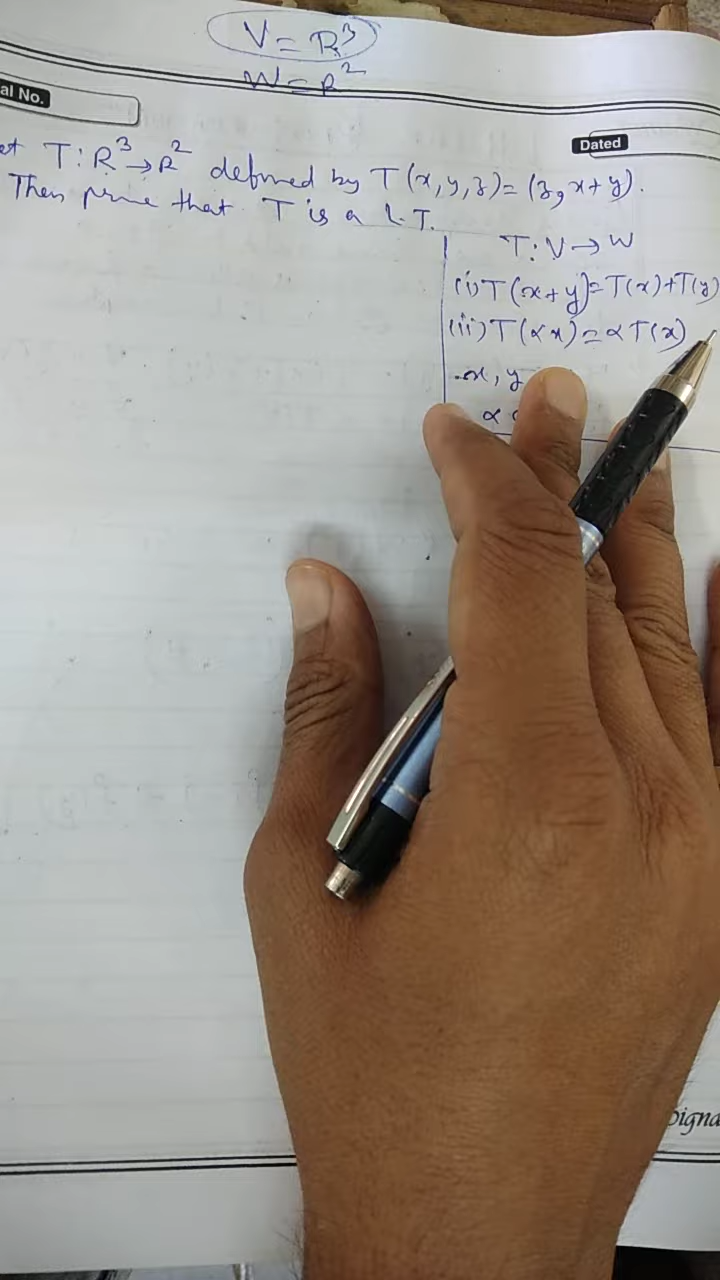 V = R³
W = R²
al No.
Dated
et T: R³ → R² defined by T(x, y, z) = (z, x + y).
Then prove that T is a L.T.
T: V → W
(i) T(x + y) = T(x) + T(y)
(ii) T(αx) = αT(x)
x, y
α